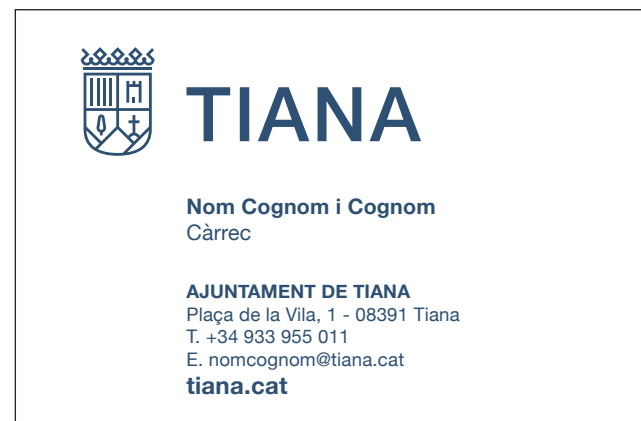 TIANA
Nom Cognom i Cognom
Càrrec
AJUNTAMENT DE TIANA
Plaça de la Vila, 1 - 08391 Tiana
T. +34 933 955 011
E. nomcognom@tiana.cat
tiana.cat